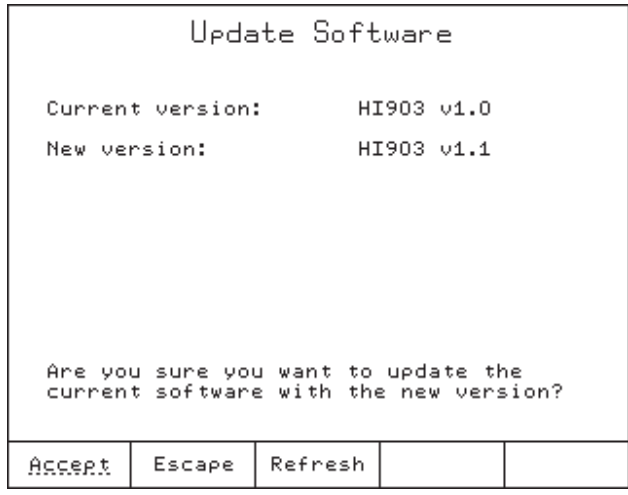 Update Software
Current version: HI903 v1.0
New version: HI903 v1.1
Are you sure you want to update the
current software with the new version?
Accept Escape Refresh